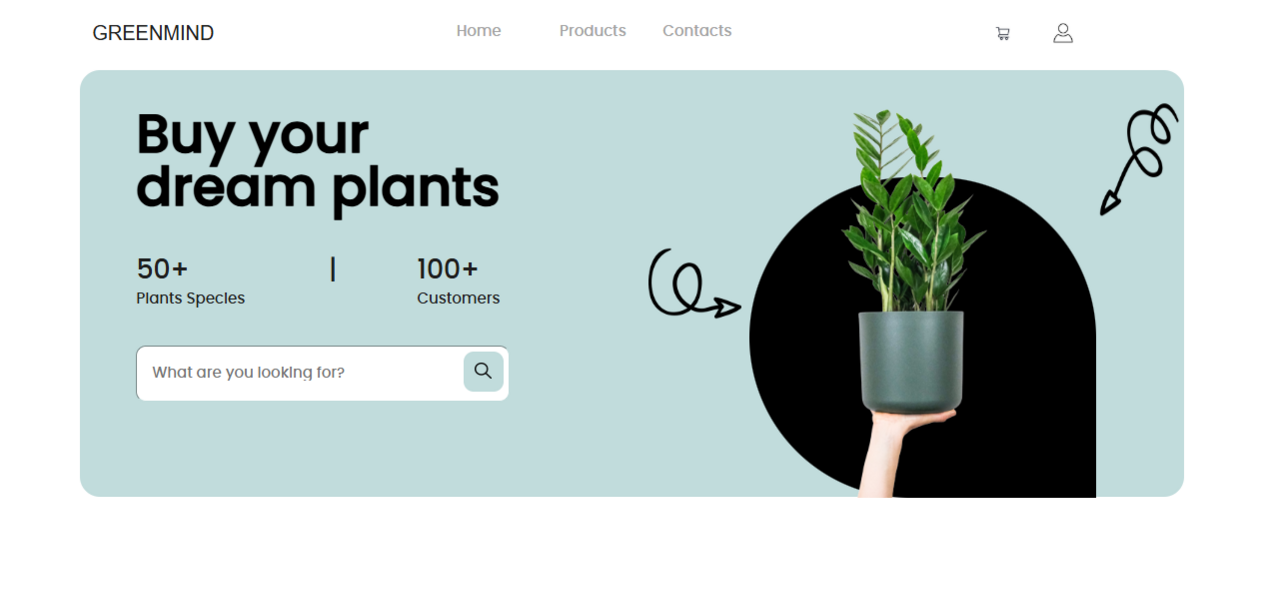 GREENMIND
Home
Products
Contacts
Buy your
dream plants
50+
|
100+
Plants Species
Customers
What are you looking for?